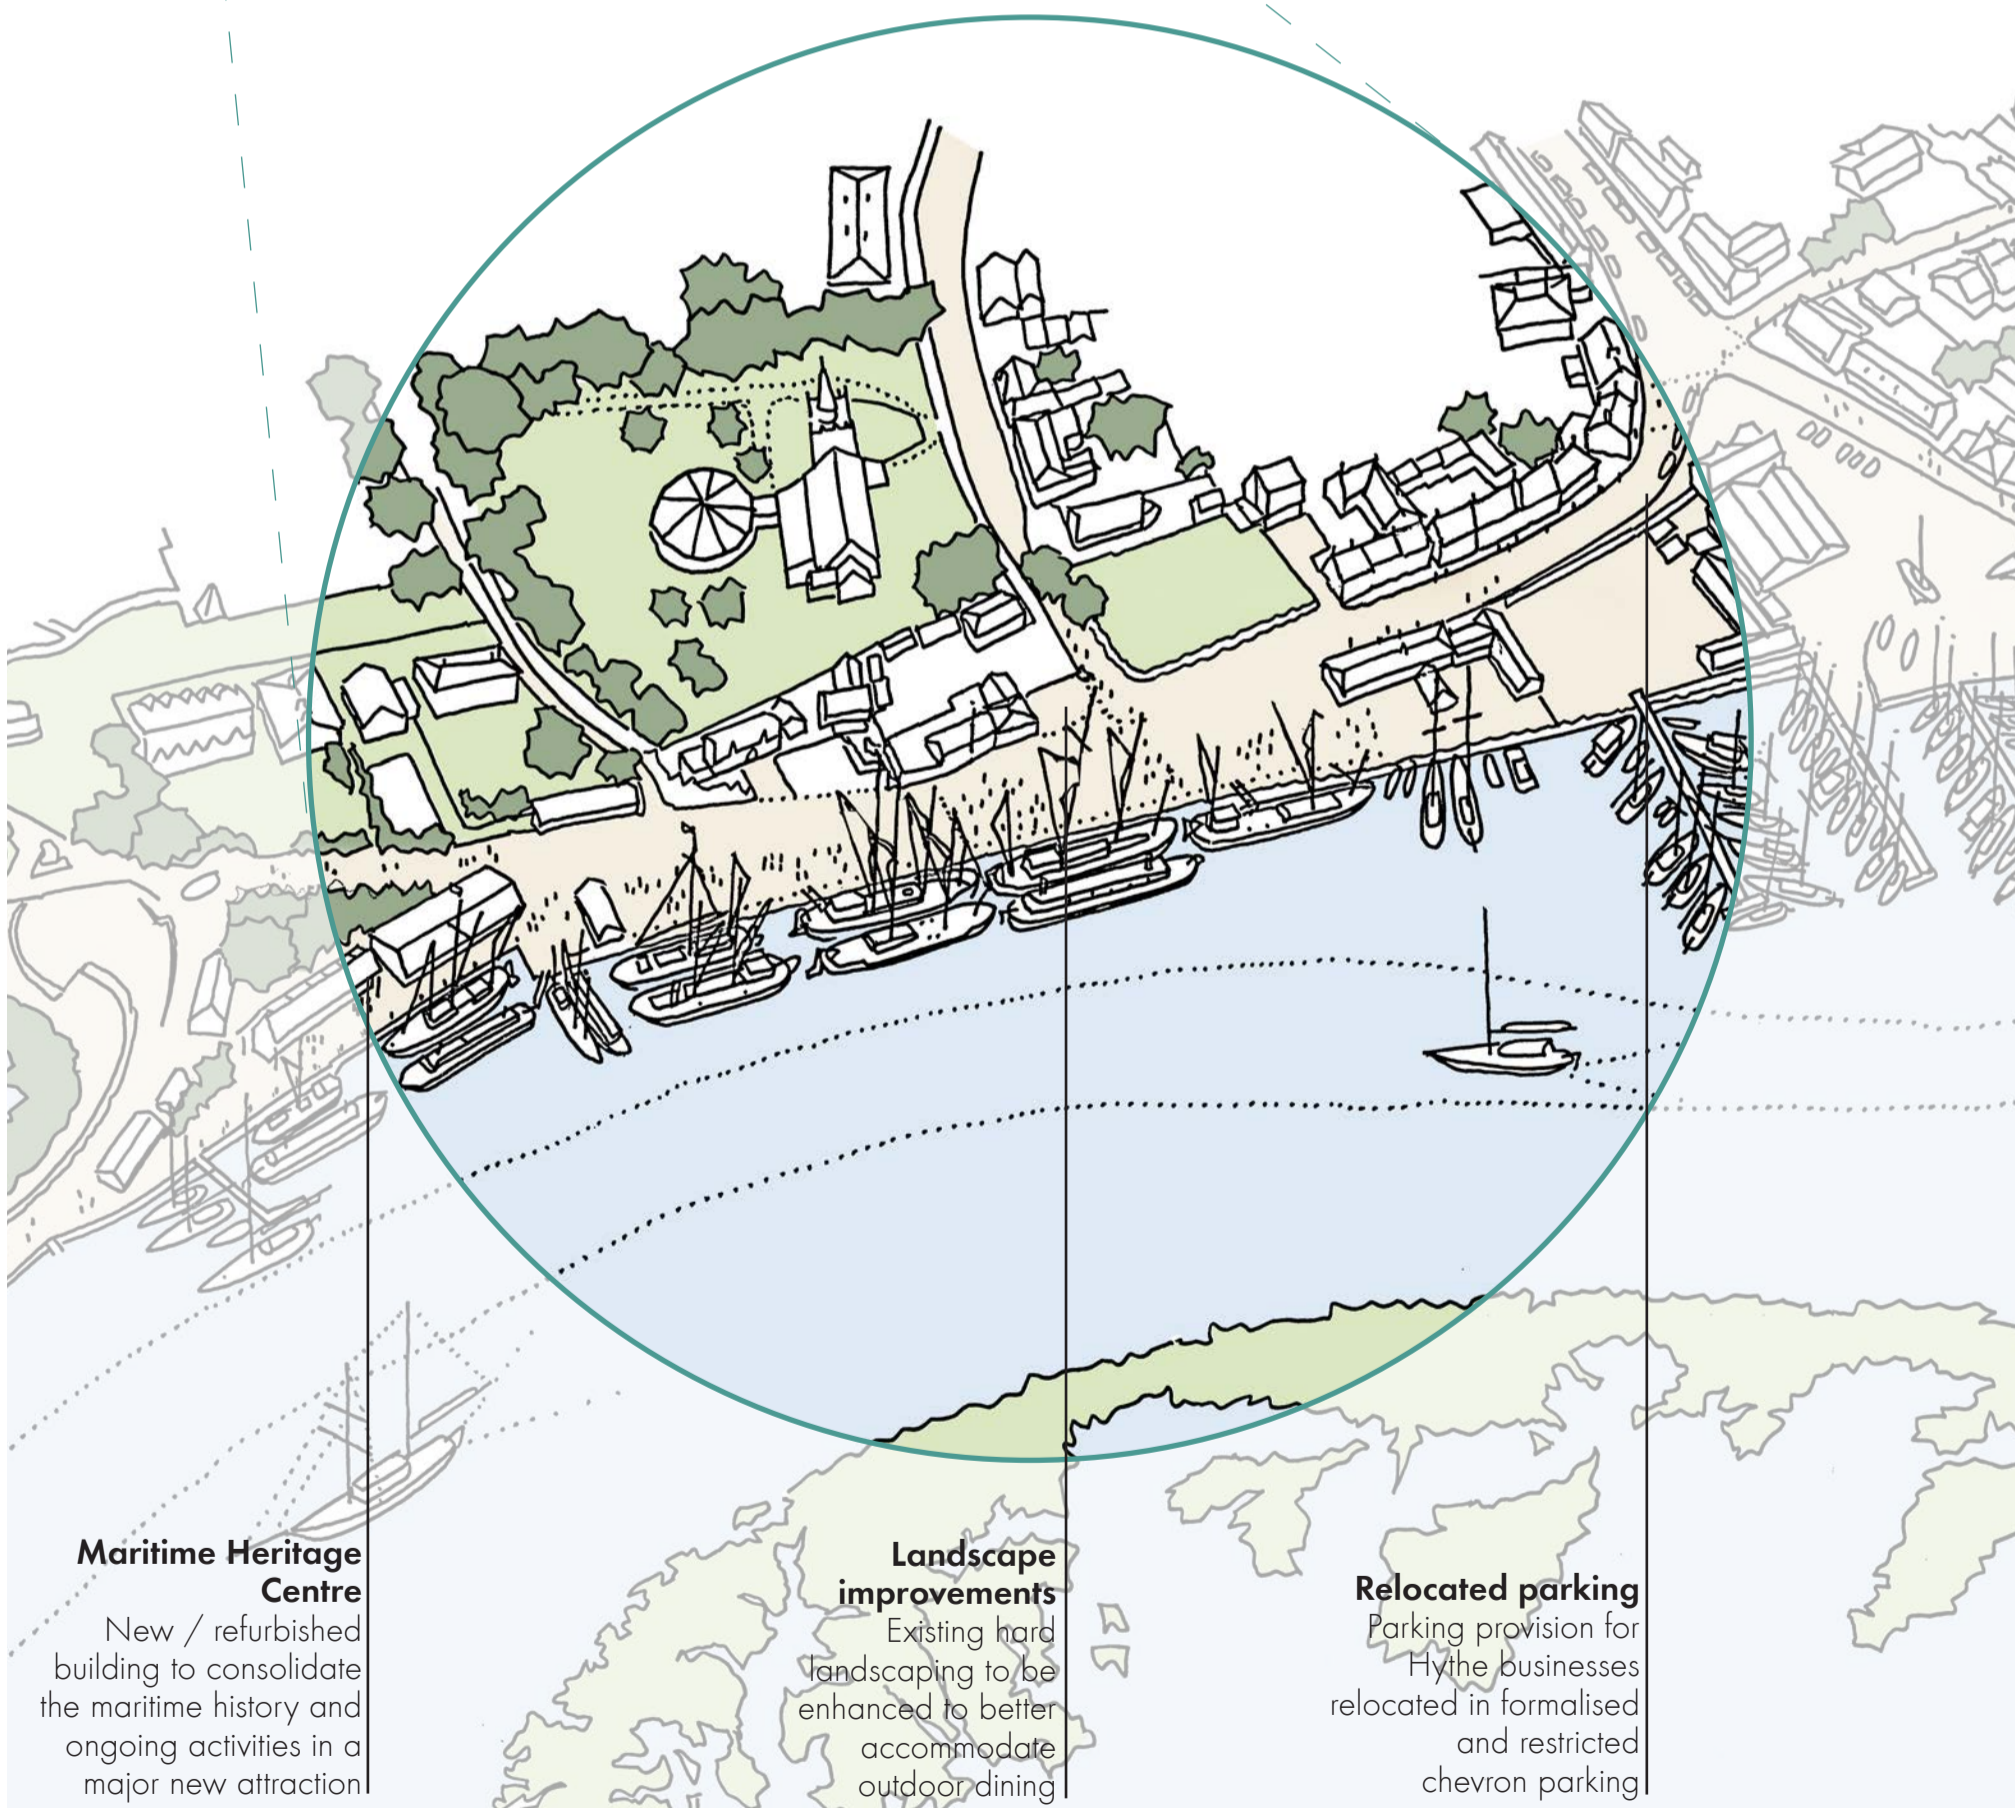 Maritime Heritage
Centre
New / refurbished
building to consolidate
the maritime history and
ongoing activities in a
major new attraction
Landscape
improvements
Existing hard
landscaping to be
enhanced to better
accommodate
outdoor dining
Relocated parking
Parking provision for
Hythe businesses
relocated in formalised
and restricted
chevron parking